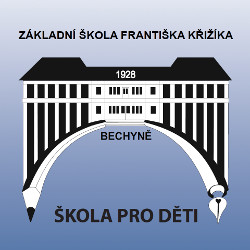 ZÁKLADNÍ ŠKOLA FRANTIŠKA KŘIŽÍKA
1928
BECHYNĚ
ŠKOLA PRO DĚTI